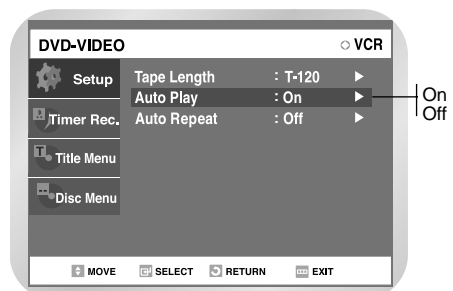 DVD-VIDEO VCR
Setup
Tape Length : T-120
Auto Play : On
Auto Repeat : Off
Timer Rec.
Title Menu
Disc Menu
MOVE SELECT RETURN EXIT
On
Off